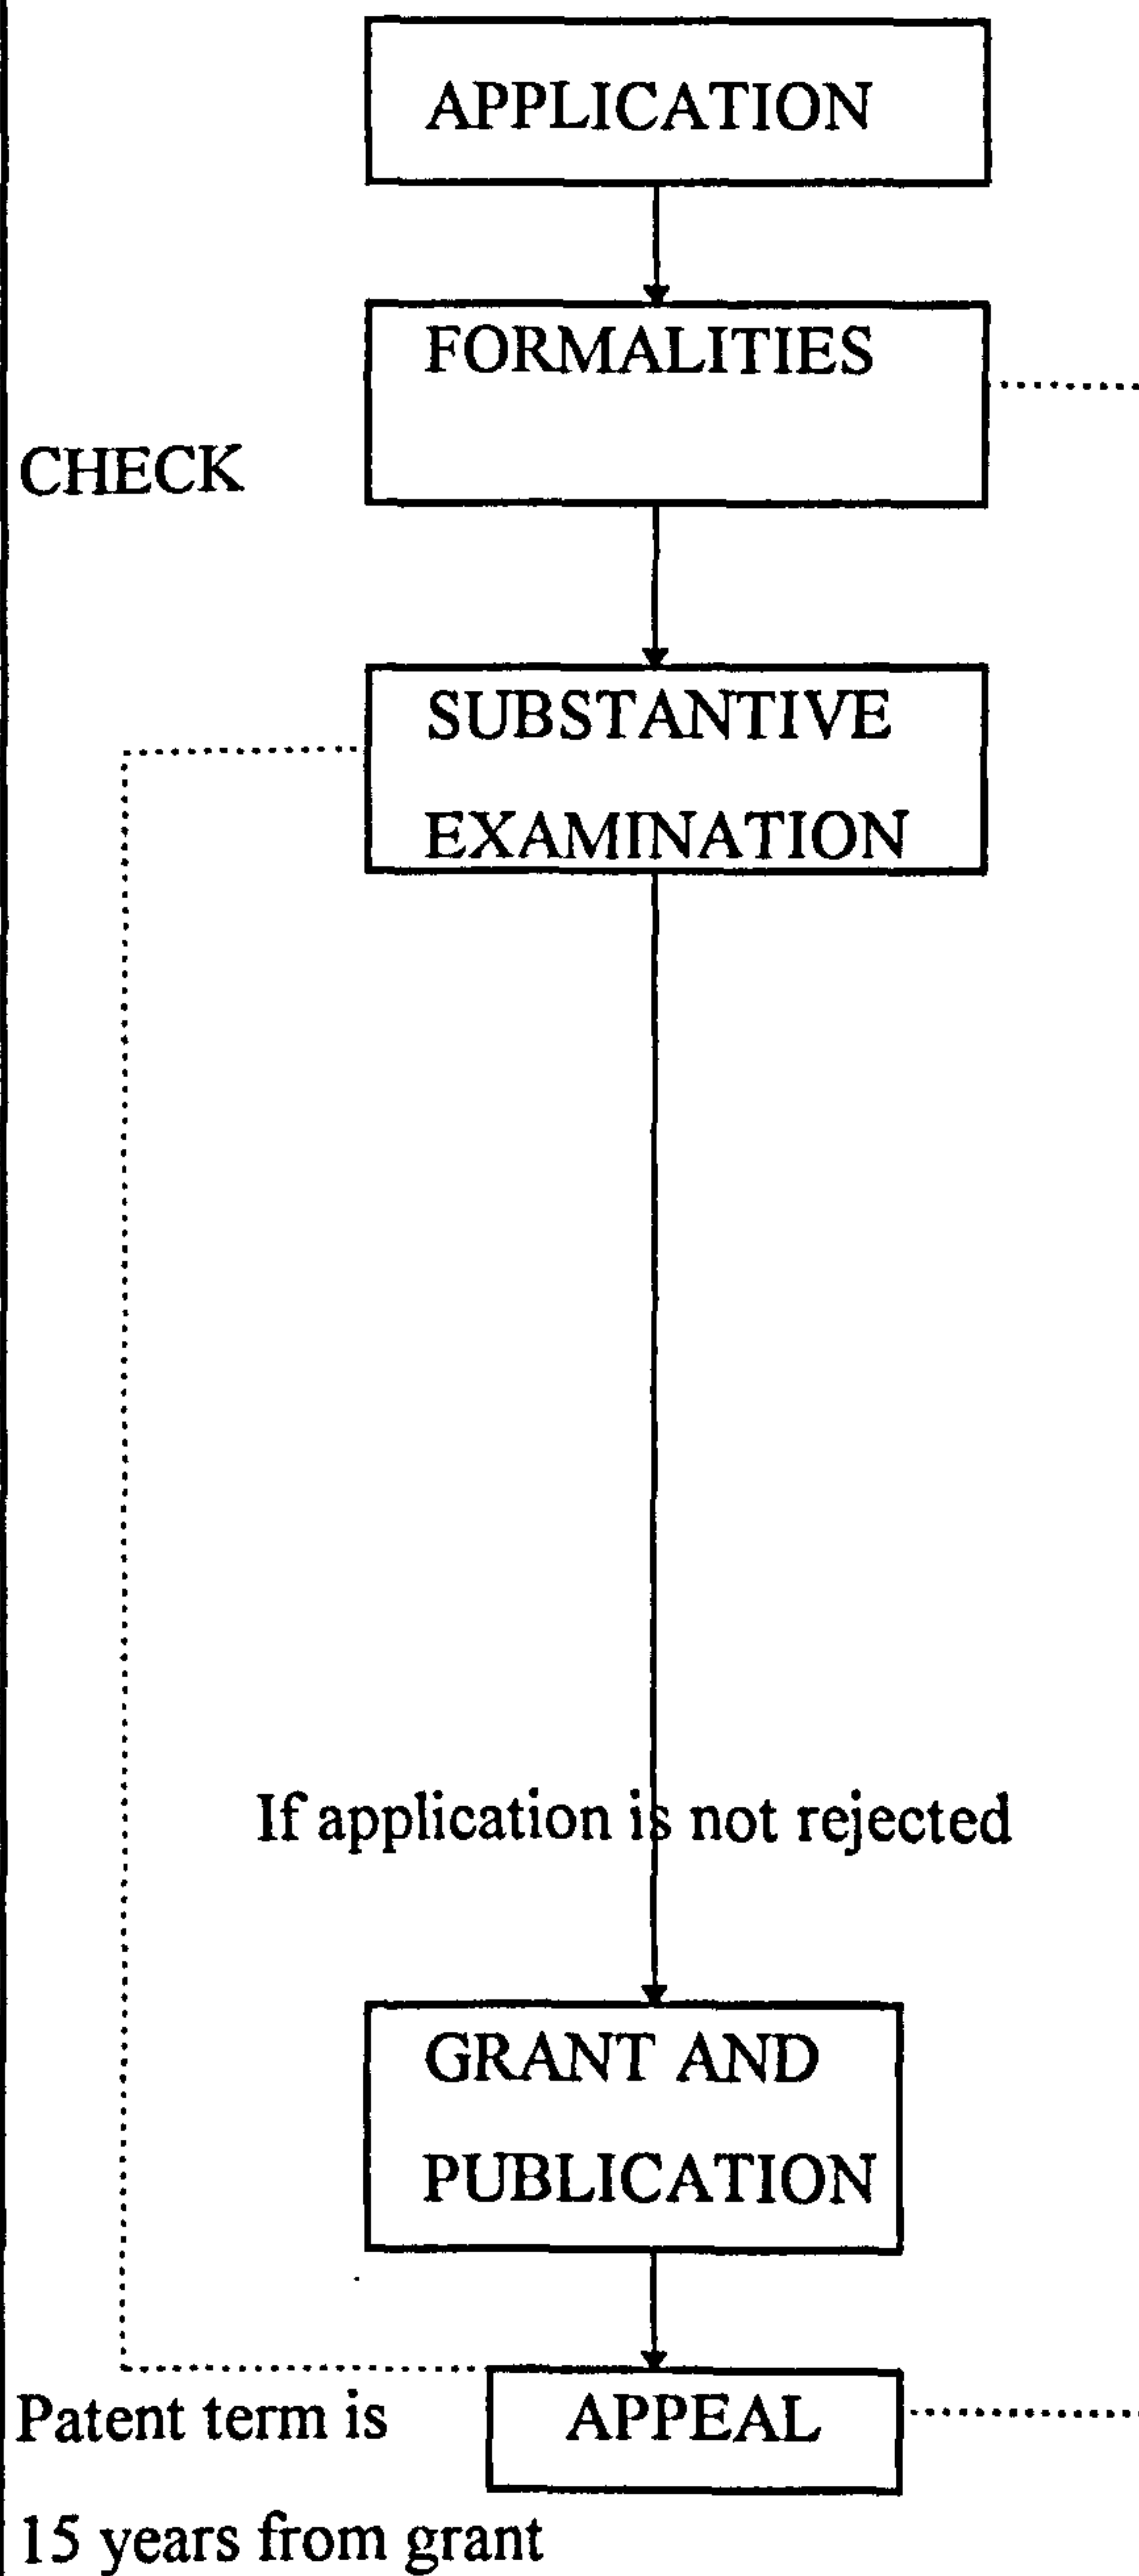 APPLICATION
FORMALITIES
CHECK
SUBSTANTIVE
EXAMINATION
If application is not rejected
GRANT AND
PUBLICATION
APPEAL
Patent term is
15 years from grant